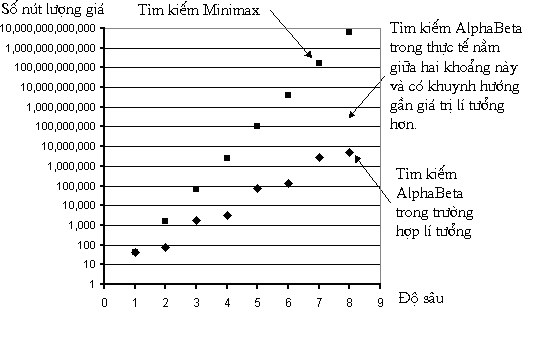 Số nút lượng giá
Tìm kiếm Minimax
10,000,000,000,000
1,000,000,000,000
100,000,000,000
10,000,000,000
1,000,000,000
100,000,000
10,000,000
1,000,000
100,000
10,000
1,000
100
10
1
0 1 2 3 4 5 6 7 8 9
Độ sâu
Tìm kiếm AlphaBeta
trong thực tế nằm
giữa hai khoảng này
và có khuynh hướng
gần giá trị lí tưởng
hơn.
Tìm kiếm
AlphaBeta
trong trường
hợp lí tưởng